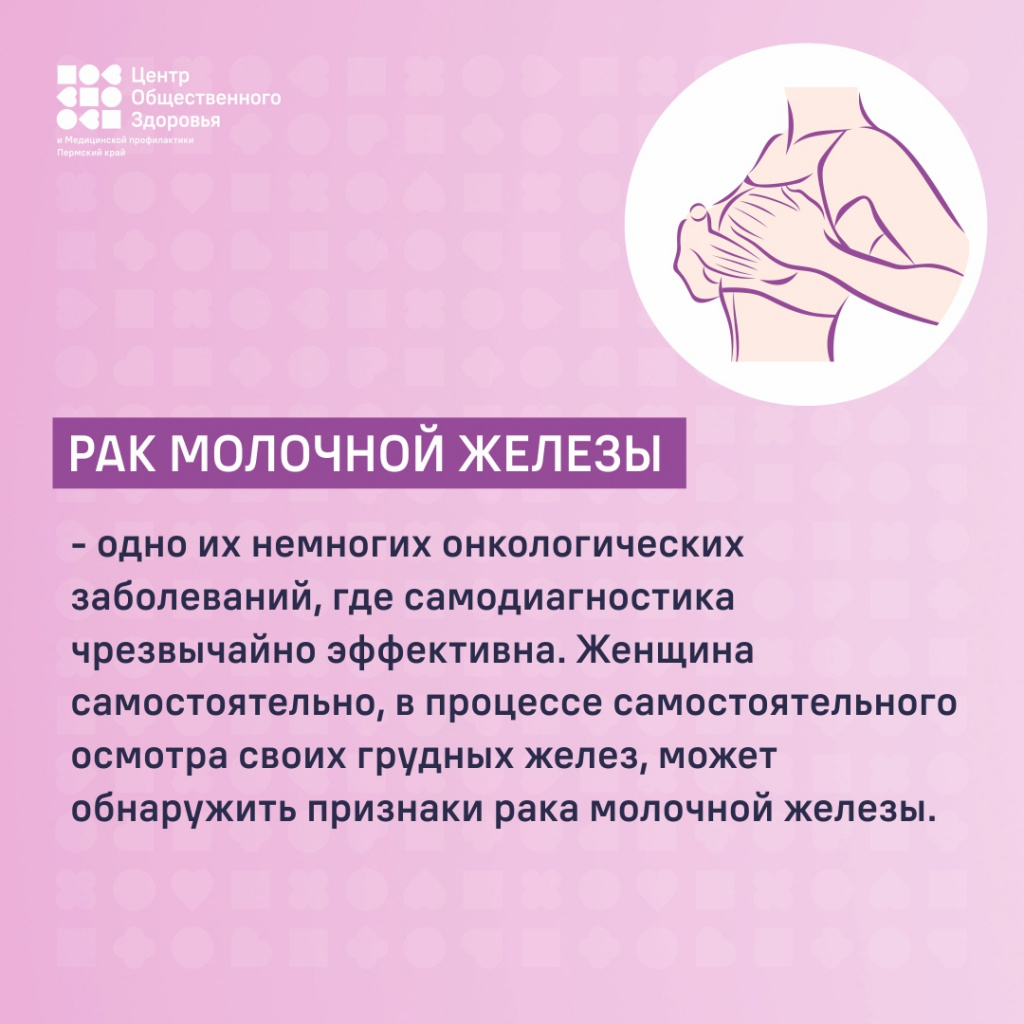 Центр
Общественного
Здоровья
и Медицинской профилактики
Пермский край
РАК МОЛОЧНОЙ ЖЕЛЕЗЫ
- одно их немногих онкологических
заболеваний, где самодиагностика
чрезвычайно эффективна. Женщина
самостоятельно, в процессе самостоятельного
осмотра своих грудных желез, может
обнаружить признаки рака молочной железы.